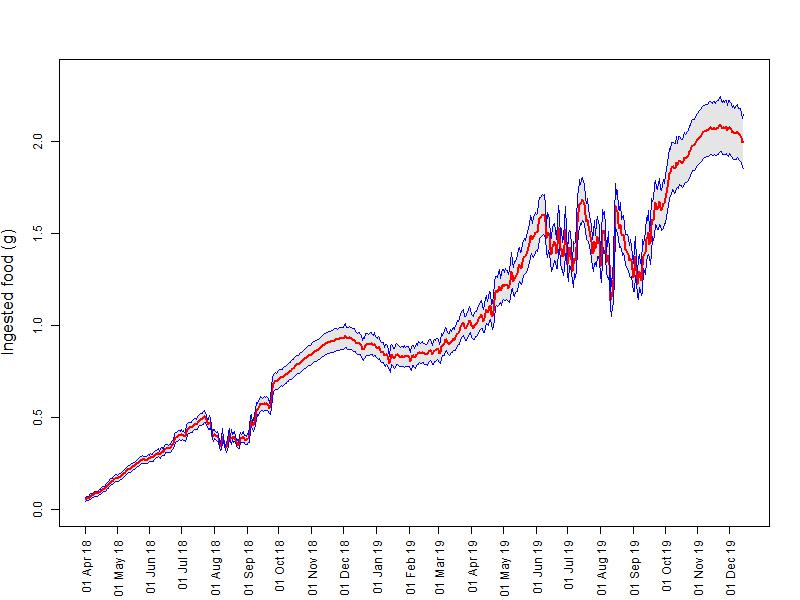 Ingested food (g)
2.0
1.5
1.0
0.5
0.0
01 Apr 18
01 May 18
01 Jun 18
01 Jul 18
01 Aug 18
01 Sep 18
01 Oct 18
01 Nov 18
01 Dec 18
01 Jan 19
01 Feb 19
01 Mar 19
01 Apr 19
01 May 19
01 Jun 19
01 Jul 19
01 Aug 19
01 Sep 19
01 Oct 19
01 Nov 19
01 Dec 19